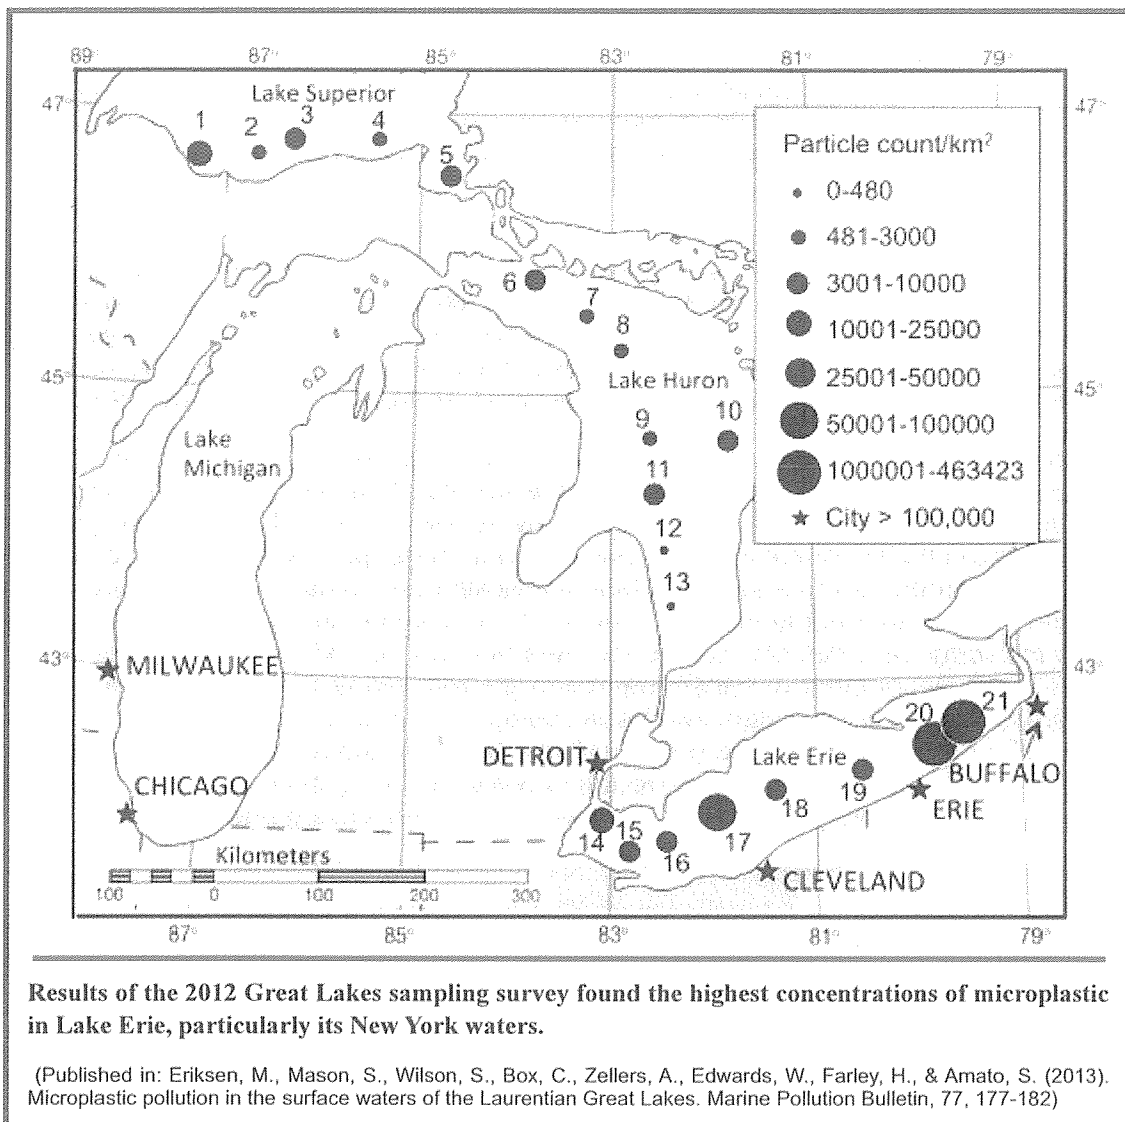 89° 87° 85° 83° 81° 79°
47° 47°
Lake Superior
1 2 3 4
5
6
7
8
Lake Huron
9 10
11
12
13
45° 45°
Lake
Michigan
Particle count/km²
0-480
481-3000
3001-10000
10001-25000
25001-50000
50001-100000
1000001-463423
City > 100,000
43° 43°
MILWAUKEE
CHICAGO
DETROIT
Lake Erie
20 21
BUFFALO
ERIE
19
18
17
14 15 16
CLEVELAND
Kilometers
100 0 100 200 300
87° 85° 83° 81° 79°
Results of the 2012 Great Lakes sampling survey found the highest concentrations of microplastic
in Lake Erie, particularly its New York waters.
(Published in: Eriksen, M., Mason, S., Wilson, S., Box, C., Zellers, A., Edwards, W., Farley, H., & Amato, S. (2013).
Microplastic pollution in the surface waters of the Laurentian Great Lakes. Marine Pollution Bulletin, 77, 177-182)